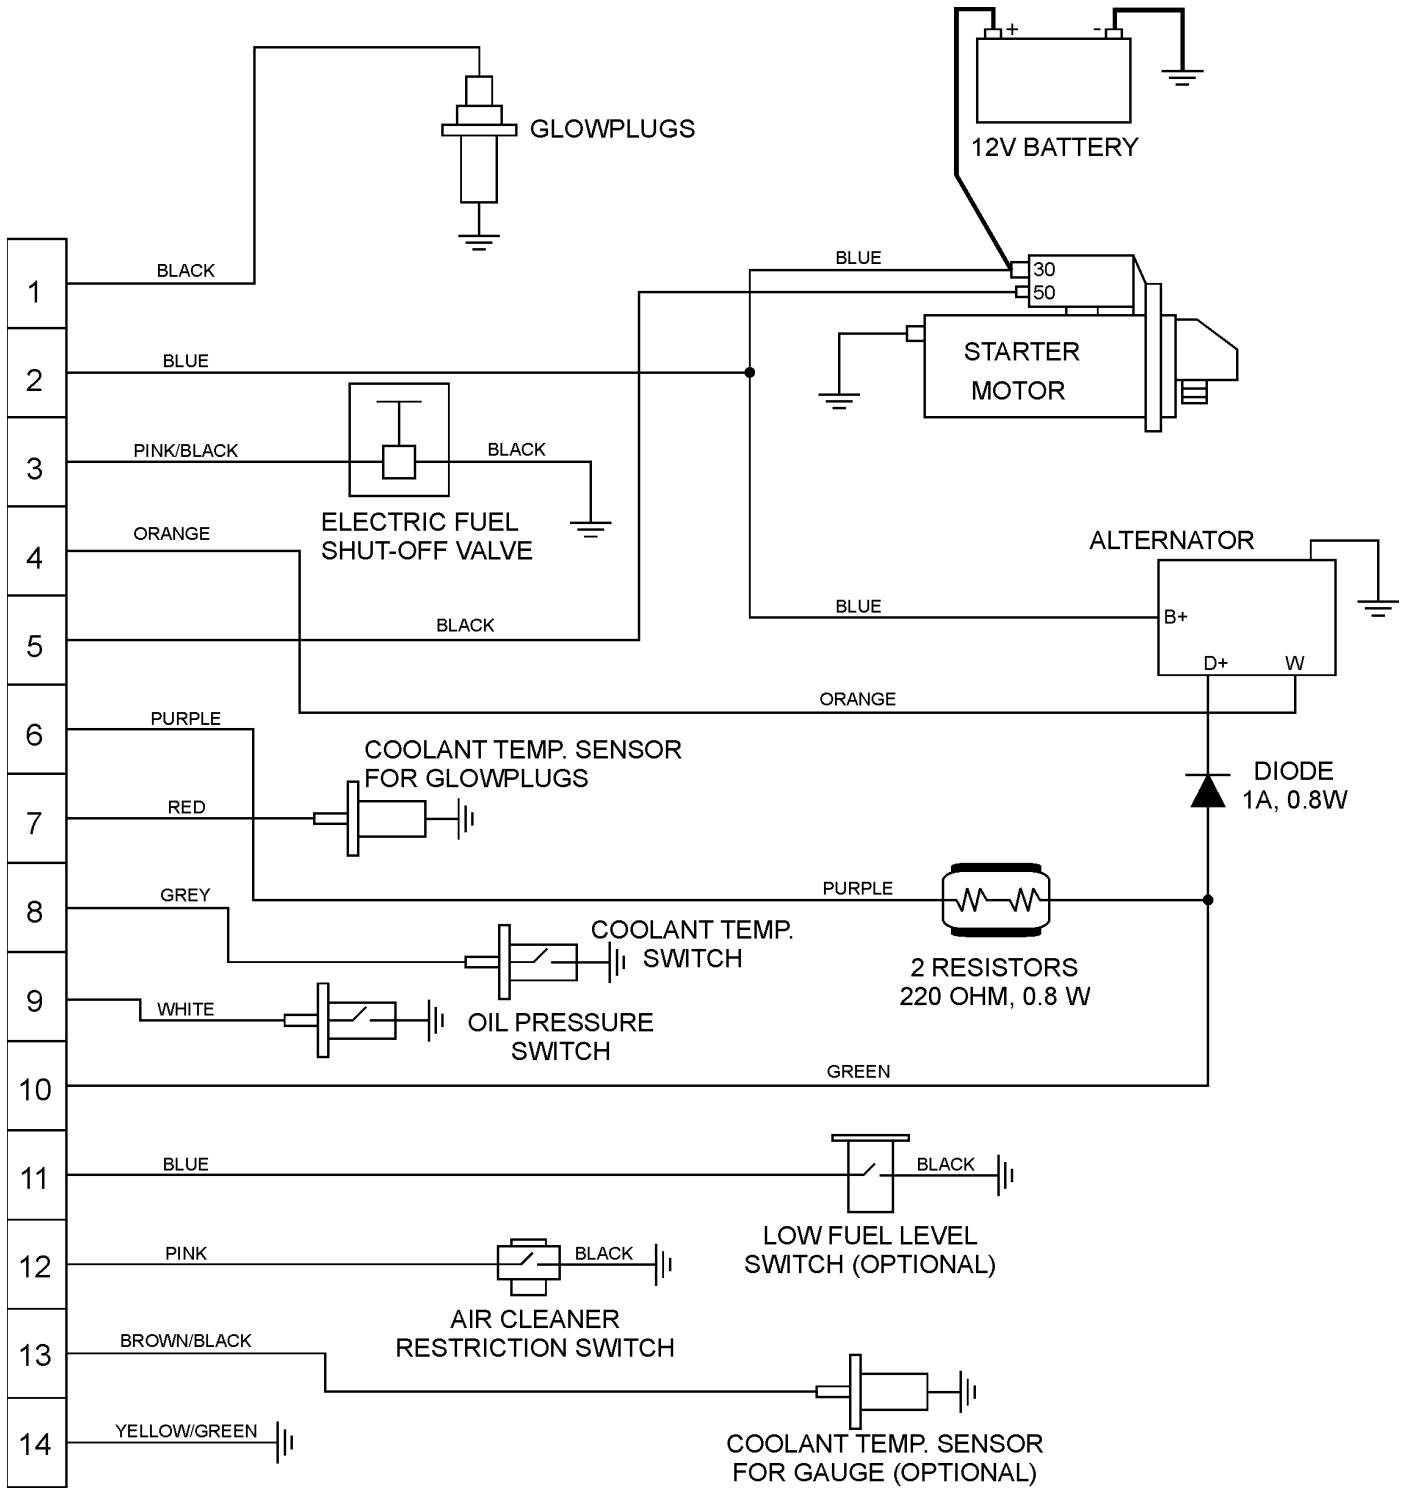 + -
GLOWPLUGS
12V BATTERY
1
BLACK
BLUE
30
50
2
BLUE
STARTER
MOTOR
3
PINK/BLACK
BLACK
ELECTRIC FUEL
SHUT-OFF VALVE
4
ORANGE
ALTERNATOR
5
BLACK
BLUE
B+
D+ W
6
PURPLE
ORANGE
COOLANT TEMP. SENSOR
FOR GLOWPLUGS
DIODE
1A, 0.8W
7
RED
8
GREY
PURPLE
COOLANT TEMP.
SWITCH
2 RESISTORS
220 OHM, 0.8 W
9
WHITE
OIL PRESSURE
SWITCH
10
GREEN
11
BLUE
BLACK
LOW FUEL LEVEL
SWITCH (OPTIONAL)
12
PINK
BLACK
AIR CLEANER
RESTRICTION SWITCH
13
BROWN/BLACK
14
YELLOW/GREEN
COOLANT TEMP. SENSOR
FOR GAUGE (OPTIONAL)